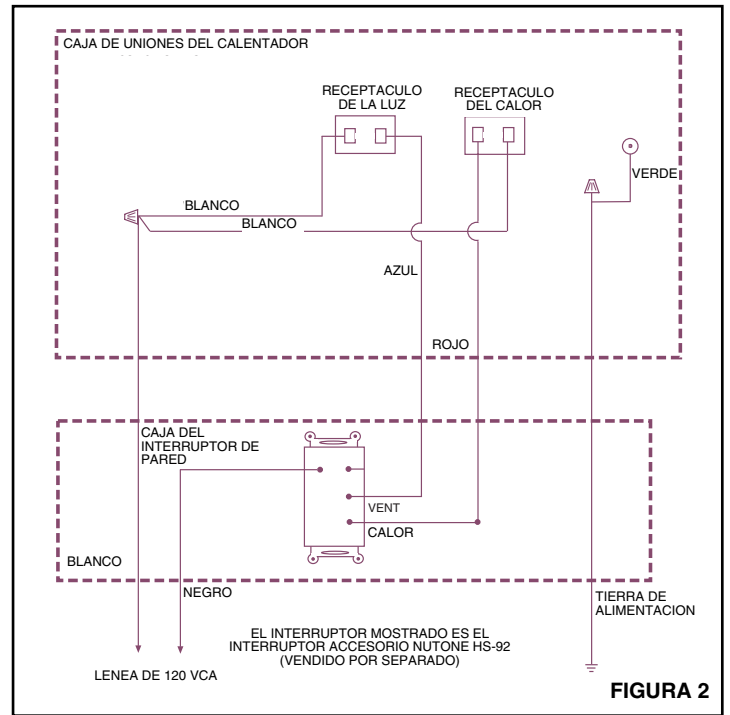 CAJA DE UNIONES DEL CALENTADOR
RECEPTACULO
DE LA LUZ
RECEPTACULO
DEL CALOR
VERDE
BLANCO
BLANCO
AZUL
ROJO
CAJA DEL
INTERRUPTOR DE
PARED
VENT
CALOR
BLANCO
NEGRO
TIERRA DE
ALIMENTACION
EL INTERRUPTOR MOSTRADO ES EL
INTERRUPTOR ACCESORIO NUTONE HS-92
(VENDIDO POR SEPARADO)
LENEA DE 120 VCA
FIGURA 2